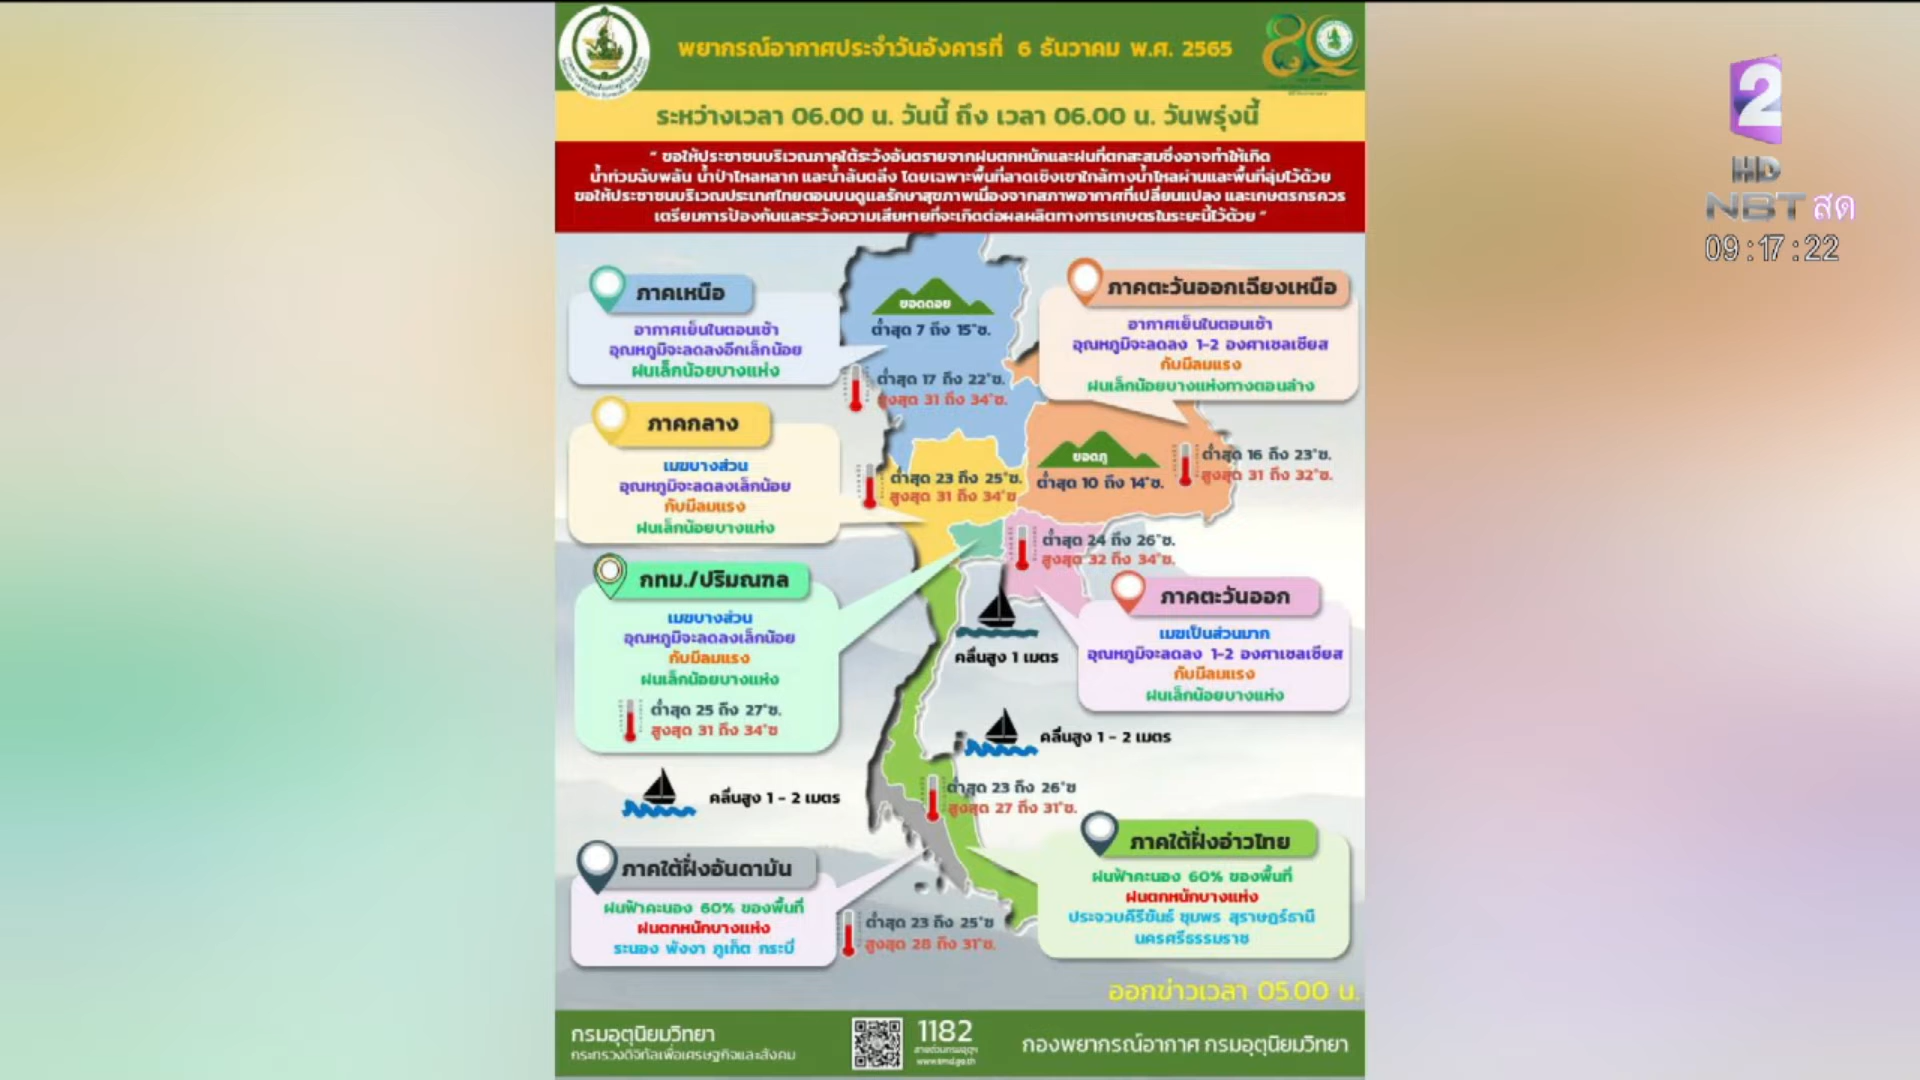 พยากรณ์อากาศประจำวันอังคารที่ 6 ธันวาคม พ.ศ. 2565
ระหว่างเวลา 06.00 น. วันนี้ ถึง เวลา 06.00 น. วันพรุ่งนี้
" ขอให้ประชาชนบริเวณภาคใต้ระวังอันตรายจากฝนตกหนักและฝนที่ตกสะสมซึ่งอาจทำให้เกิด
น้ำท่วมฉับพลัน น้ำป่าไหลหลาก และน้ำล้นตลิ่ง โดยเฉพาะพื้นที่ลาดเชิงเขาใกล้ทางน้ำไหลผ่านและพื้นที่ลุ่มไว้ด้วย
ขอให้ประชาชนบริเวณประเทศไทยตอนบนดูแลรักษาสุขภาพเนื่องจากสภาพอากาศที่เปลี่ยนแปลง และเกษตรกรควร
เตรียมการป้องกันและระวังความเสียหายที่จะเกิดต่อผลผลิตทางการเกษตรในระยะนี้ไว้ด้วย "
2
HD
NBT สด
09:17:22
ภาคเหนือ
อากาศเย็นในตอนเช้า
อุณหภูมิจะลดลงอีกเล็กน้อย
ฝนเล็กน้อยบางแห่ง
ยอดดอย
ต่ำสุด 7 ถึง 15°ซ.
ต่ำสุด 17 ถึง 22°ซ.
สูงสุด 31 ถึง 34°ซ.
ภาคตะวันออกเฉียงเหนือ
อากาศเย็นในตอนเช้า
อุณหภูมิจะลดลง 1-2 องศาเซลเซียส
กับมีลมแรง
ฝนเล็กน้อยบางแห่งทางตอนล่าง
ยอดภู
ต่ำสุด 10 ถึง 14°ซ.
ต่ำสุด 16 ถึง 23°ซ.
สูงสุด 31 ถึง 32°ซ.
ภาคกลาง
เมฆบางส่วน
อุณหภูมิจะลดลงเล็กน้อย
กับมีลมแรง
ฝนเล็กน้อยบางแห่ง
ต่ำสุด 23 ถึง 25°ซ.
สูงสุด 31 ถึง 34°ซ
กทม./ปริมณฑล
เมฆบางส่วน
อุณหภูมิจะลดลงเล็กน้อย
กับมีลมแรง
ฝนเล็กน้อยบางแห่ง
ต่ำสุด 25 ถึง 27°ซ.
สูงสุด 31 ถึง 34°ซ
ต่ำสุด 24 ถึง 26°ซ.
สูงสุด 32 ถึง 34°ซ.
ภาคตะวันออก
เมฆเป็นส่วนมาก
อุณหภูมิจะลดลง 1-2 องศาเซลเซียส
กับมีลมแรง
ฝนเล็กน้อยบางแห่ง
คลื่นสูง 1 เมตร
คลื่นสูง 1 - 2 เมตร
คลื่นสูง 1 - 2 เมตร
ต่ำสุด 23 ถึง 26°ซ
สูงสุด 27 ถึง 31°ซ.
ภาคใต้ฝั่งอันดามัน
ฝนฟ้าคะนอง 60% ของพื้นที่
ฝนตกหนักบางแห่ง
ระนอง พังงา ภูเก็ต กระบี่
ต่ำสุด 23 ถึง 25°ซ
สูงสุด 28 ถึง 31°ซ.
ภาคใต้ฝั่งอ่าวไทย
ฝนฟ้าคะนอง 60% ของพื้นที่
ฝนตกหนักบางแห่ง
ประจวบคีรีขันธ์ ชุมพร สุราษฎร์ธานี
นครศรีธรรมราช
ออกข่าวเวลา 05.00 น.
กรมอุตุนิยมวิทยา
กระทรวงดิจิทัลเพื่อเศรษฐกิจและสังคม
1182
สายด่วนกรมอุตุฯ
www.tmd.go.th
กองพยากรณ์อากาศ กรมอุตุนิยมวิทยา